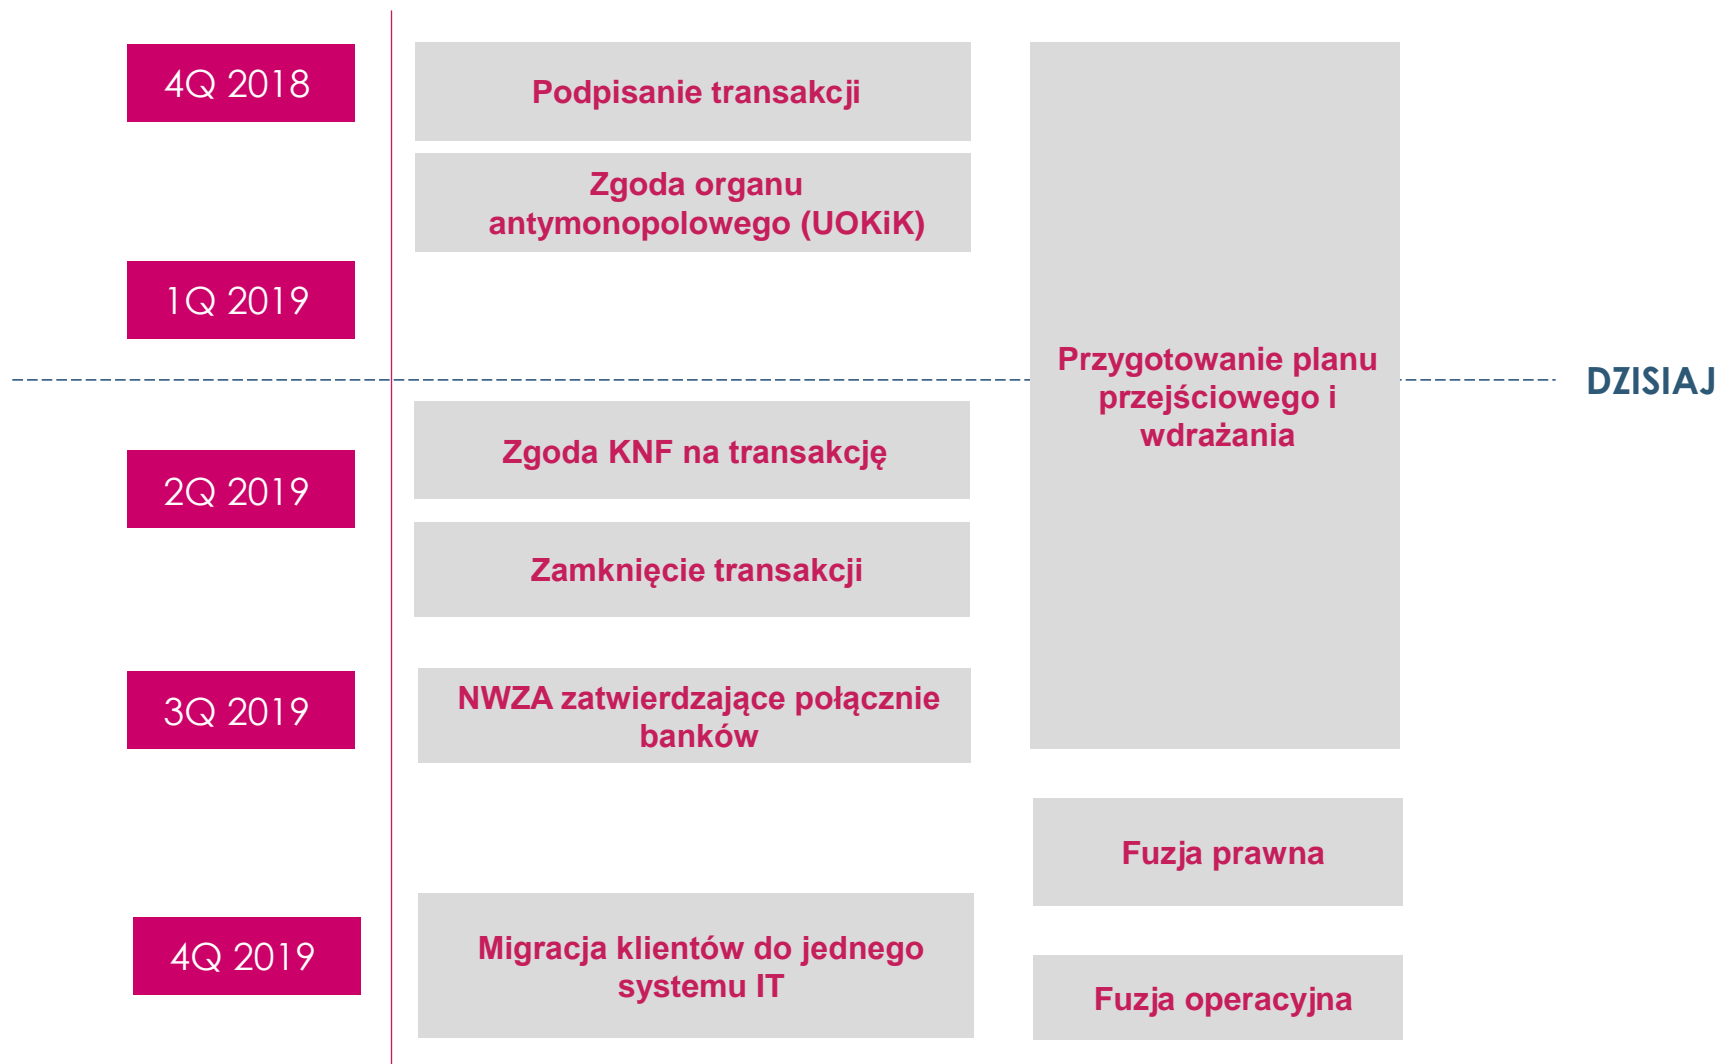 4Q 2018
Podpisanie transakcji
Zgoda organu
antymonopolowego (UOKiK)
1Q 2019
Przygotowanie planu
przejściowego i
wdrażania
DZISIAJ
Zgoda KNF na transakcję
2Q 2019
Zamknięcie transakcji
3Q 2019
NWZA zatwierdzające połącznie
banków
Fuzja prawna
4Q 2019
Migracja klientów do jednego
systemu IT
Fuzja operacyjna